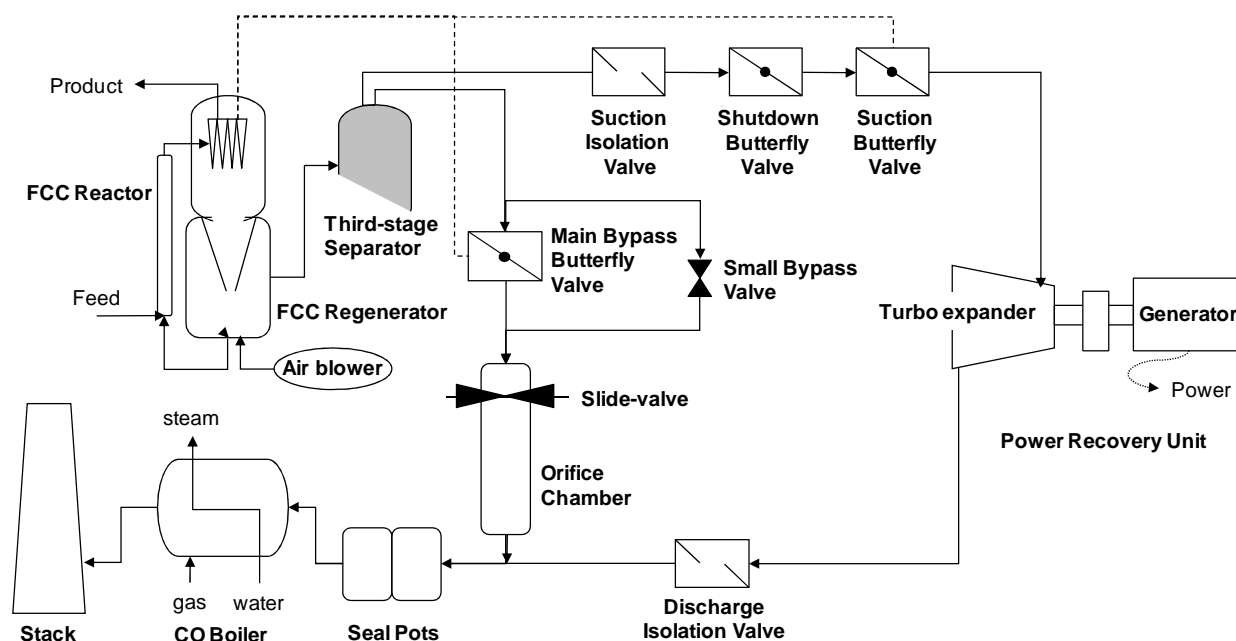 Product
FCC Reactor
Feed
FCC Regenerator
Air blower
Third-stage
Separator
Suction
Isolation
Valve
Shutdown
Butterfly
Valve
Suction
Butterfly
Valve
Main Bypass
Butterfly
Valve
Small Bypass
Valve
Turbo expander
Generator
Power
Power Recovery Unit
Slide-valve
Orifice
Chamber
steam
gas
water
Stack
CO Boiler
Seal Pots
Discharge
Isolation Valve